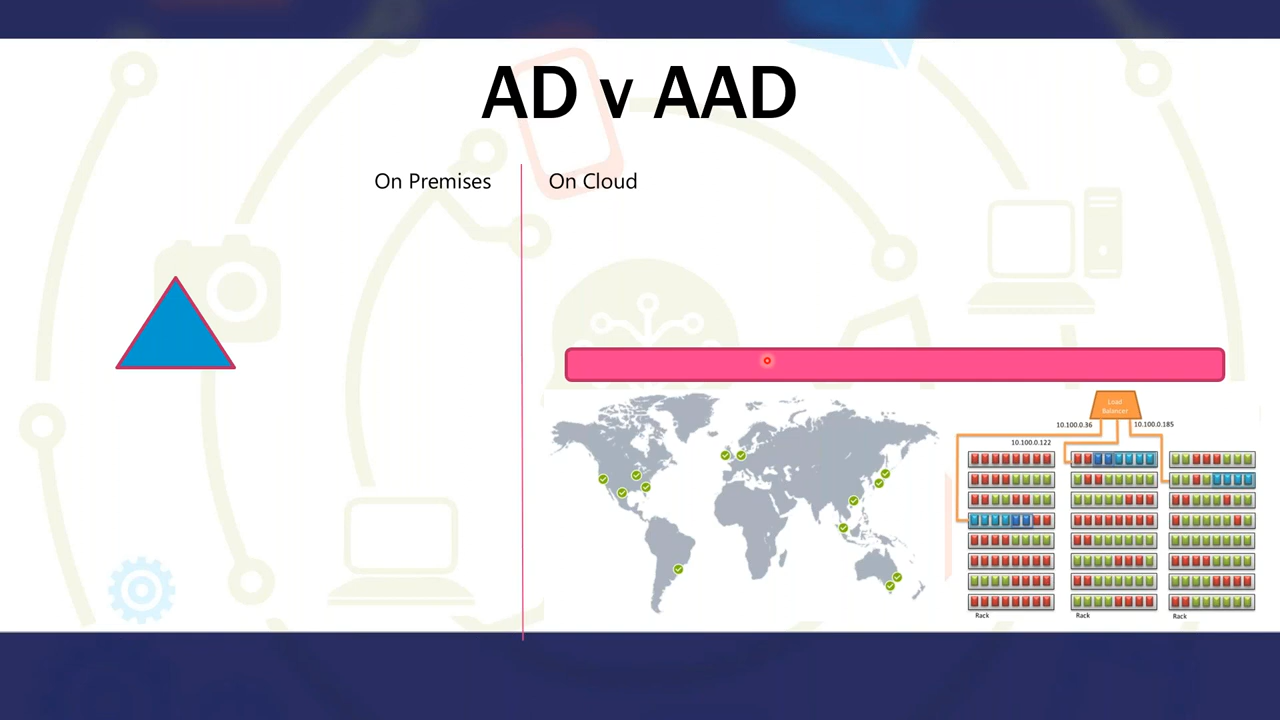 AD v AAD
On Premises
On Cloud
Load
Balancer
10.100.0.36
10.100.0.185
10.100.0.122
Rack
Rack
Rack